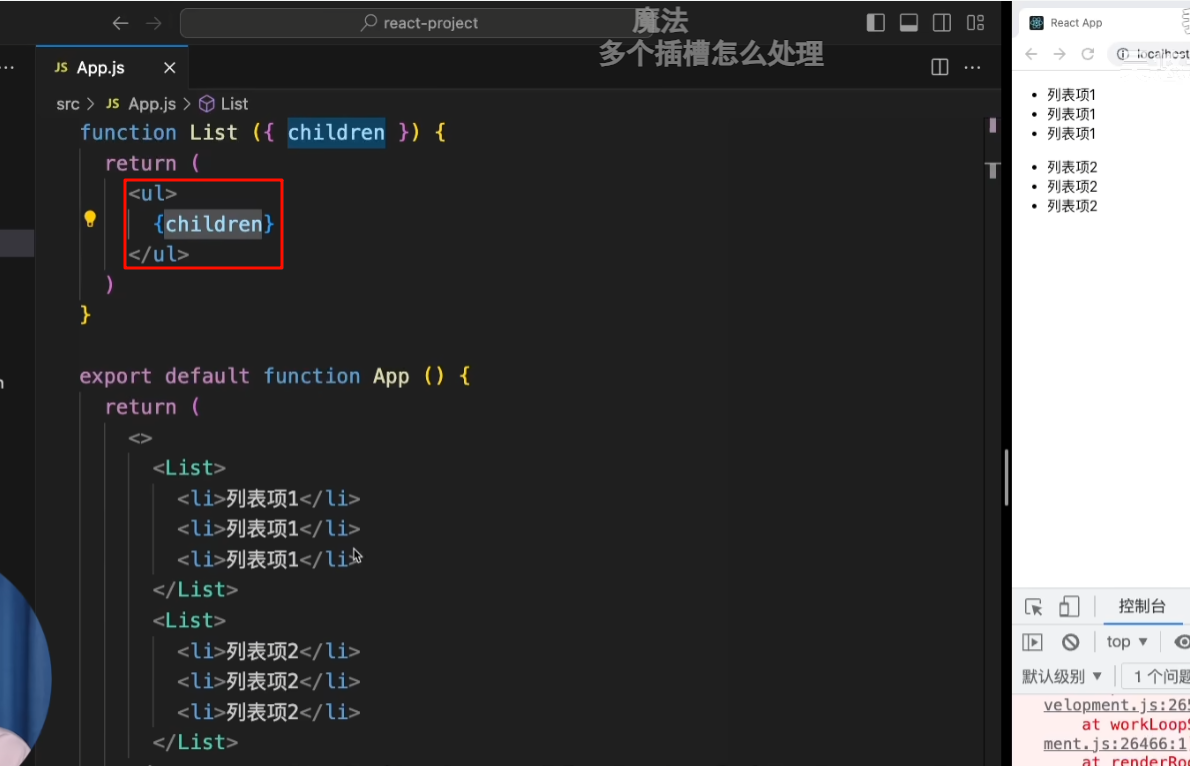 react-project
魔法
多个插槽怎么处理
React App
JS App.js
localhost
src > JS App.js > List
function List ({ children }) {
return (
<ul>
{children}
</ul>
)
}
export default function App () {
return (
<>
<List>
<li>列表项1</li>
<li>列表项1</li>
<li>列表项1</li>
</List>
<List>
<li>列表项2</li>
<li>列表项2</li>
<li>列表项2</li>
</List>
• 列表项1
• 列表项1
• 列表项1
• 列表项2
• 列表项2
• 列表项2
控制台
top
默认级别
1 个问题
velopment.js:265
at workLoopS
ment.js:26466:1
at renderRoo